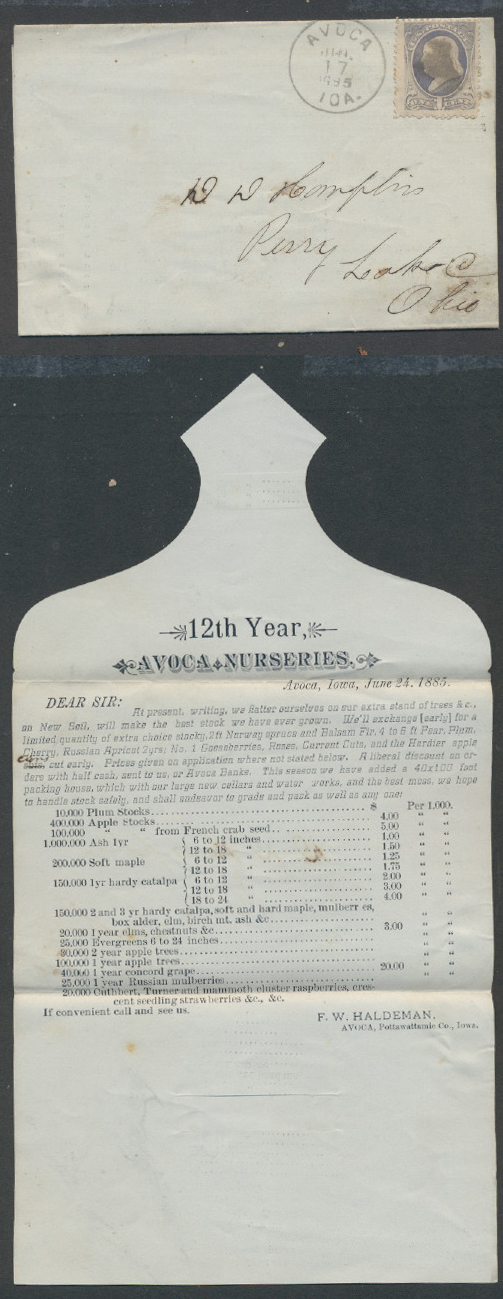 AVOCA
JUL
17
1885
IOA.
D D Hamptin
Perry Lake C
Ohio
12th Year,
AVOCA NURSERIES.
Avoca, Iowa, June 24, 1885.
DEAR SIR:
At present, writing, we flatter ourselves on our extra stand of trees &c.,
on New Soil, will make the best stock we have ever grown. We'll exchange (early) for a
limited quantity of extra choice stocky, 2ft Norway spruce and Balsam Fir, 4 to 6 ft Pear, Plum,
Cherry, Russian Apricot 2yrs; No. 1 Gooseberries, Roses, Currant Cuts, and the Hardier apple
cions
cut early. Prices given on application where not stated below. A liberal discount on or-
ders with half cash, sent to us, or Avoca Banks. This season we have added a 40x100 foot
packing house, which with our large new cellars and water works, and the best moss, we hope
to handle stock safely, and shall endeavor to grade and pack as well as any one:
$ Per 1,000.
10,000 Plum Stocks 4.00 " "
400,000 Apple Stocks 5.00 " "
100,000 " " from French crab seed 1.00 " "
1,000,000 Ash 1yr { 6 to 12 inches 1.50 " "
{ 12 to 18 " 1.25 " "
200,000 Soft maple { 6 to 12 " 1.75 " "
{ 12 to 18 " 2.00 " "
150,000 1yr hardy catalpa { 6 to 12 " 3.00 " "
{ 12 to 18 " 4.00 " "
{ 18 to 24 "
150,000 2 and 3 yr hardy catalpa, soft and hard maple, mulberr es,
box alder, elm, birch mt. ash &c " "
20,000 1 year elms, chestnuts &c 3.00 " "
25,000 Evergreens 6 to 24 inches " "
30,000 2 year apple trees " "
100,000 1 year apple trees " "
40,000 1 year concord grape 20.00 " "
25,000 1 year Russian mulberries " "
20,000 Cuthbert, Turner and mammoth cluster raspberries, cres-
cent seedling strawberries &c., &c.
If convenient call and see us.
F. W. HALDEMAN.
AVOCA, Pottawattamie Co., Iowa.